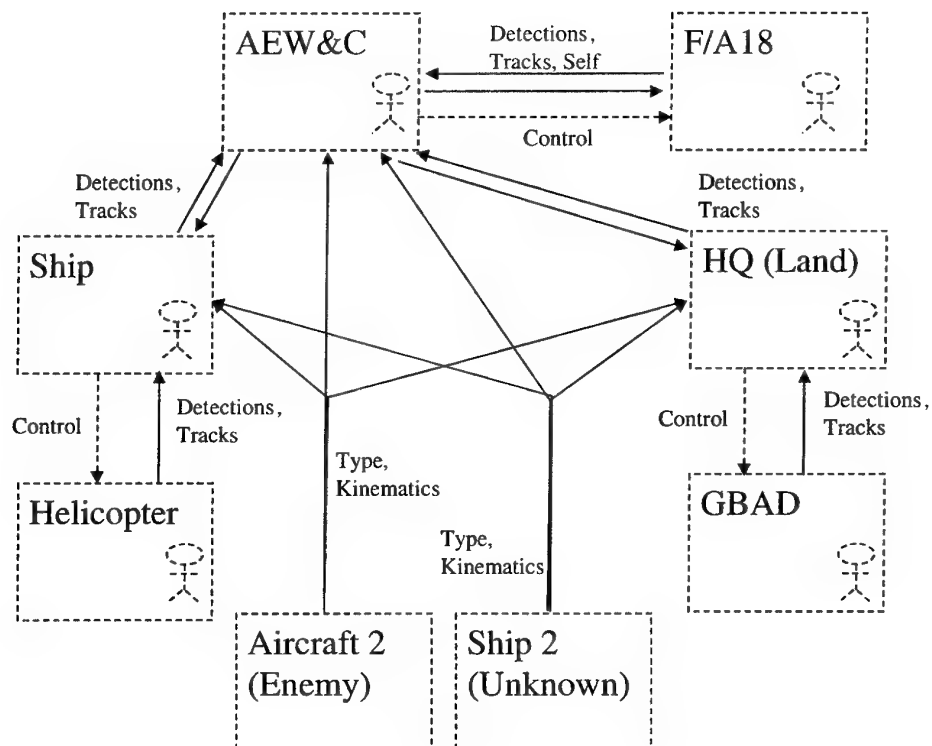 AEW&C
Detections,
Tracks, Self
F/A18
Control
Detections,
Tracks
Detections,
Tracks
Ship
HQ (Land)
Control
Detections,
Tracks
Control
Detections,
Tracks
Type,
Kinematics
Helicopter
GBAD
Type,
Kinematics
Aircraft 2
(Enemy)
Ship 2
(Unknown)